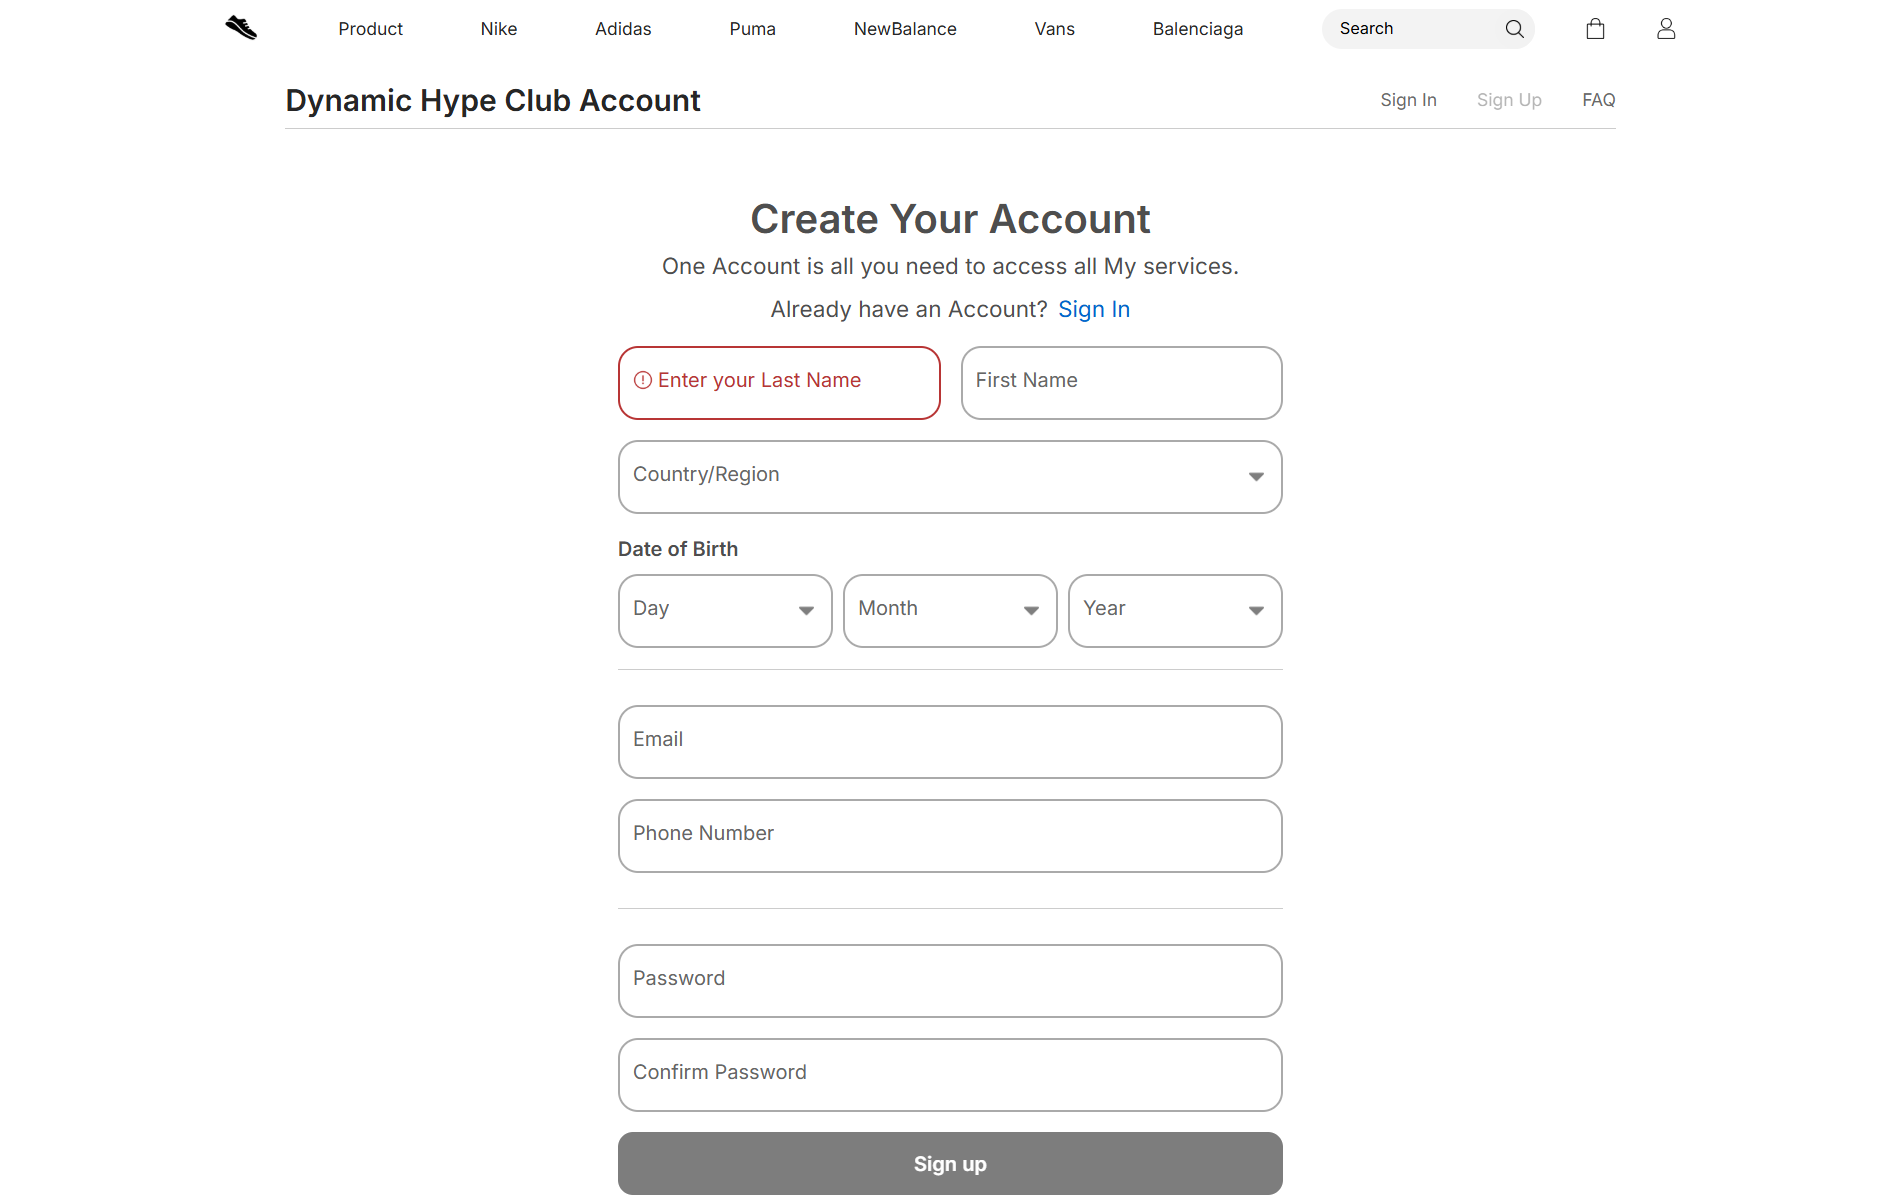 Product Nike Adidas Puma NewBalance Vans Balenciaga Search
Dynamic Hype Club Account Sign In Sign Up FAQ
Create Your Account
One Account is all you need to access all My services.
Already have an Account? Sign In
Enter your Last Name First Name
Country/Region
Date of Birth
Day Month Year
Email
Phone Number
Password
Confirm Password
Sign up